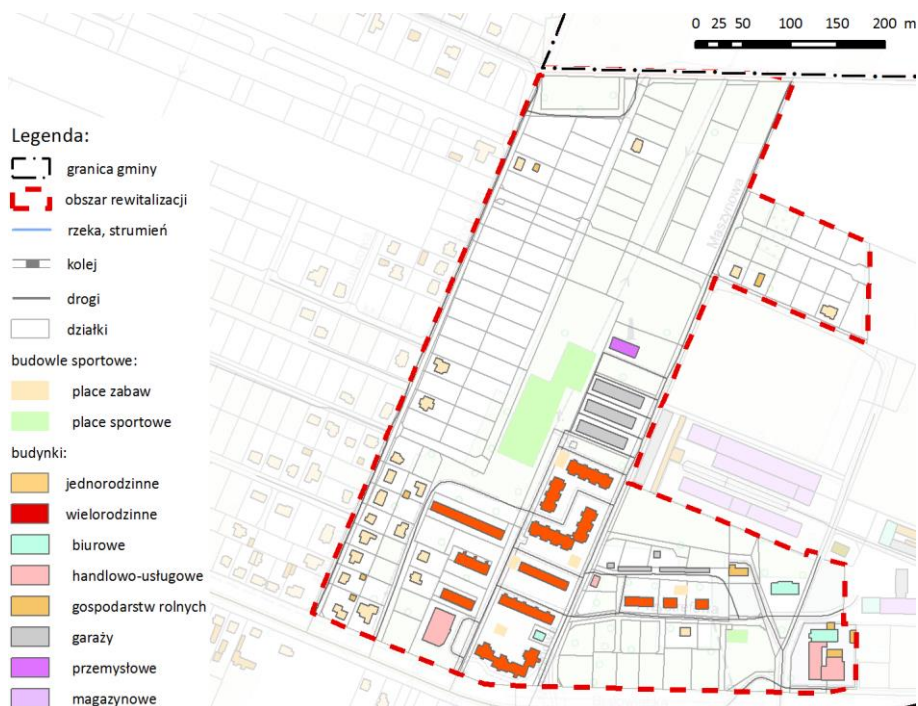 0 25 50 100 150 200 m
Legenda:
granica gminy
obszar rewitalizacji
rzeka, strumień
kolej
drogi
działki
budowle sportowe:
place zabaw
place sportowe
budynki:
jednorodzinne
wielorodzinne
biurowe
handlowo-usługowe
gospodarstw rolnych
garaży
przemysłowe
magazynowe
Maszynowa